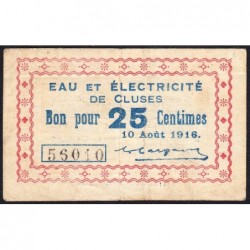 EAU ET ÉLECTRICITÉ
DE CLUSES
Bon pour 25 Centimes
10 Août 1916.
56010